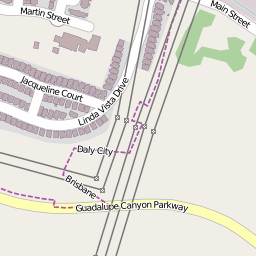 Martin Street
Main Street
Jacqueline Court
Linda Vista Drive
Daly City
Brisbane
Guadalupe Canyon Parkway